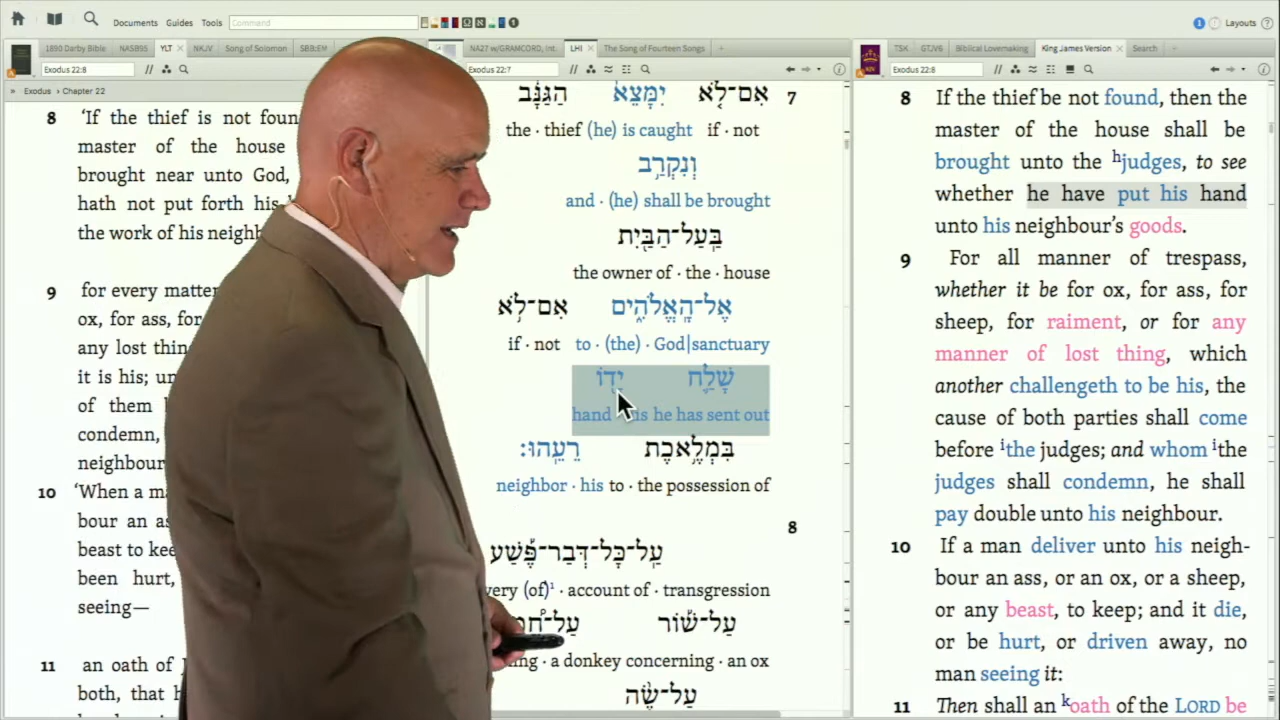 Documents Guides Tools Command Layouts
1890 Darby Bible NASB95 YLT NKJV Song of Solomon SBB:EM
Exodus 22:8
» Exodus › Chapter 22
8 ‘If the thief is not foun
master of the house
brought near unto God,
hath not put forth his
the work of his neighb
9 for every matter
ox, for ass, for
any lost thin
it is his; un
of them
condemn,
neighbour
10 ‘When a ma
bour an as
beast to kee
been hurt,
seeing—
11 an oath of
both, that h
NA27 w/GRAMCORD, Int. LHI The Song of Fourteen Songs
Exodus 22:7
7 אִם־לֹ֤א יִמָּצֵא֙ הַגַּנָּ֔ב
the · thief (he) is caught if · not
וְנִקְרַ֥ב
and · (he) shall be brought
בַּֽעַל־הַבַּ֖יִת
the owner of · the · house
אֶל־הָֽאֱלֹהִ֑ים אִם־לֹ֥א
if · not to · (the) · God|sanctuary
שָׁלַ֛ח יָד֖וֹ
hand his he has sent out
בִּמְלֶ֥אכֶת רֵעֵֽהוּ׃
neighbor · his to · the possession of
8
עַֽל־כָּל־דְּבַר־פֶּ֡שַׁע
very (of)¹ · account of · transgression
עַל־שׁ֡וֹר
a donkey concerning · an ox
עַל־שֶׂ֨ה
TSK GTJV6 Biblical Lovemaking King James Version Search
Exodus 22:8
8 If the thief be not found, then the
master of the house shall be
brought unto the ʰjudges, to see
whether he have put his hand
unto his neighbour’s goods.
9 For all manner of trespass,
whether it be for ox, for ass, for
sheep, for raiment, or for any
manner of lost thing, which
another challengeth to be his, the
cause of both parties shall come
before ⁱthe judges; and whom ⁱthe
judges shall condemn, he shall
pay double unto his neighbour.
10 If a man deliver unto his neigh-
bour an ass, or an ox, or a sheep,
or any beast, to keep; and it die,
or be hurt, or driven away, no
man seeing it:
11 Then shall an ᵏoath of the LORD be